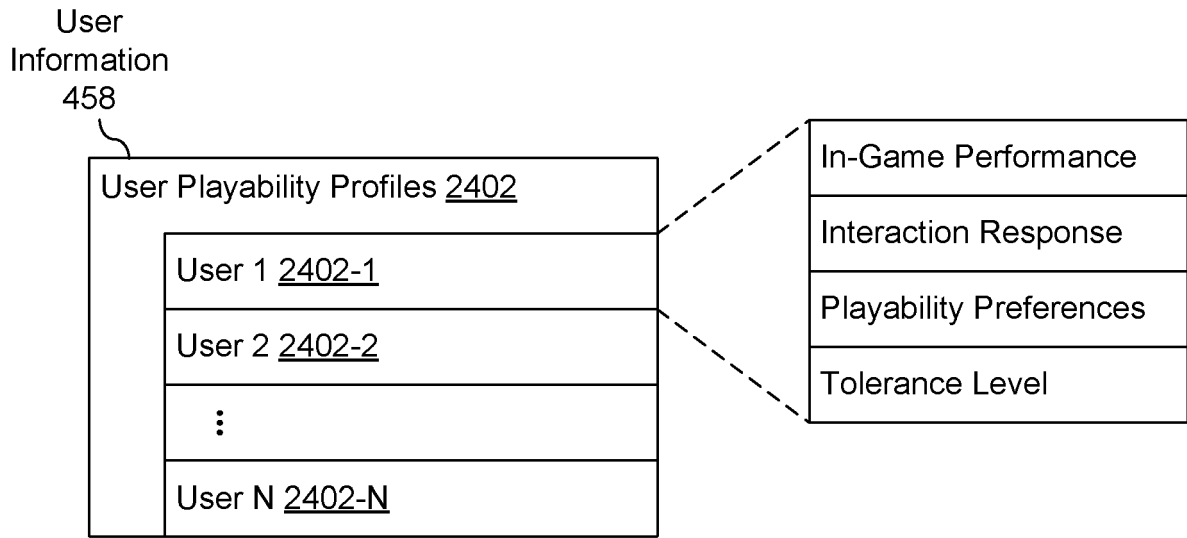 User
Information
458
User Playability Profiles 2402
User 1 2402-1
User 2 2402-2
⋮
User N 2402-N
In-Game Performance
Interaction Response
Playability Preferences
Tolerance Level